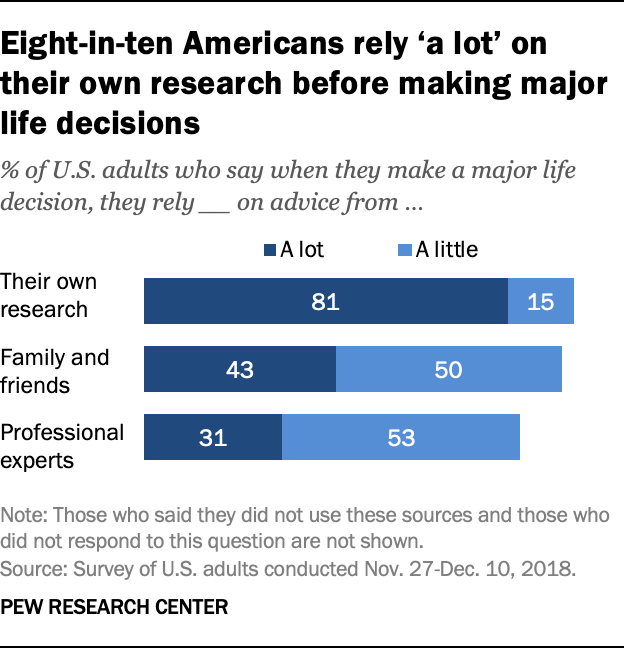 Eight-in-ten Americans rely ‘a lot’ on
their own research before making major
life decisions
% of U.S. adults who say when they make a major life
decision, they rely __ on advice from ...
A lot A little
Their own
research
81 15
Family and
friends
43 50
Professional
experts
31 53
Note: Those who said they did not use these sources and those who
did not respond to this question are not shown.
Source: Survey of U.S. adults conducted Nov. 27-Dec. 10, 2018.
PEW RESEARCH CENTER